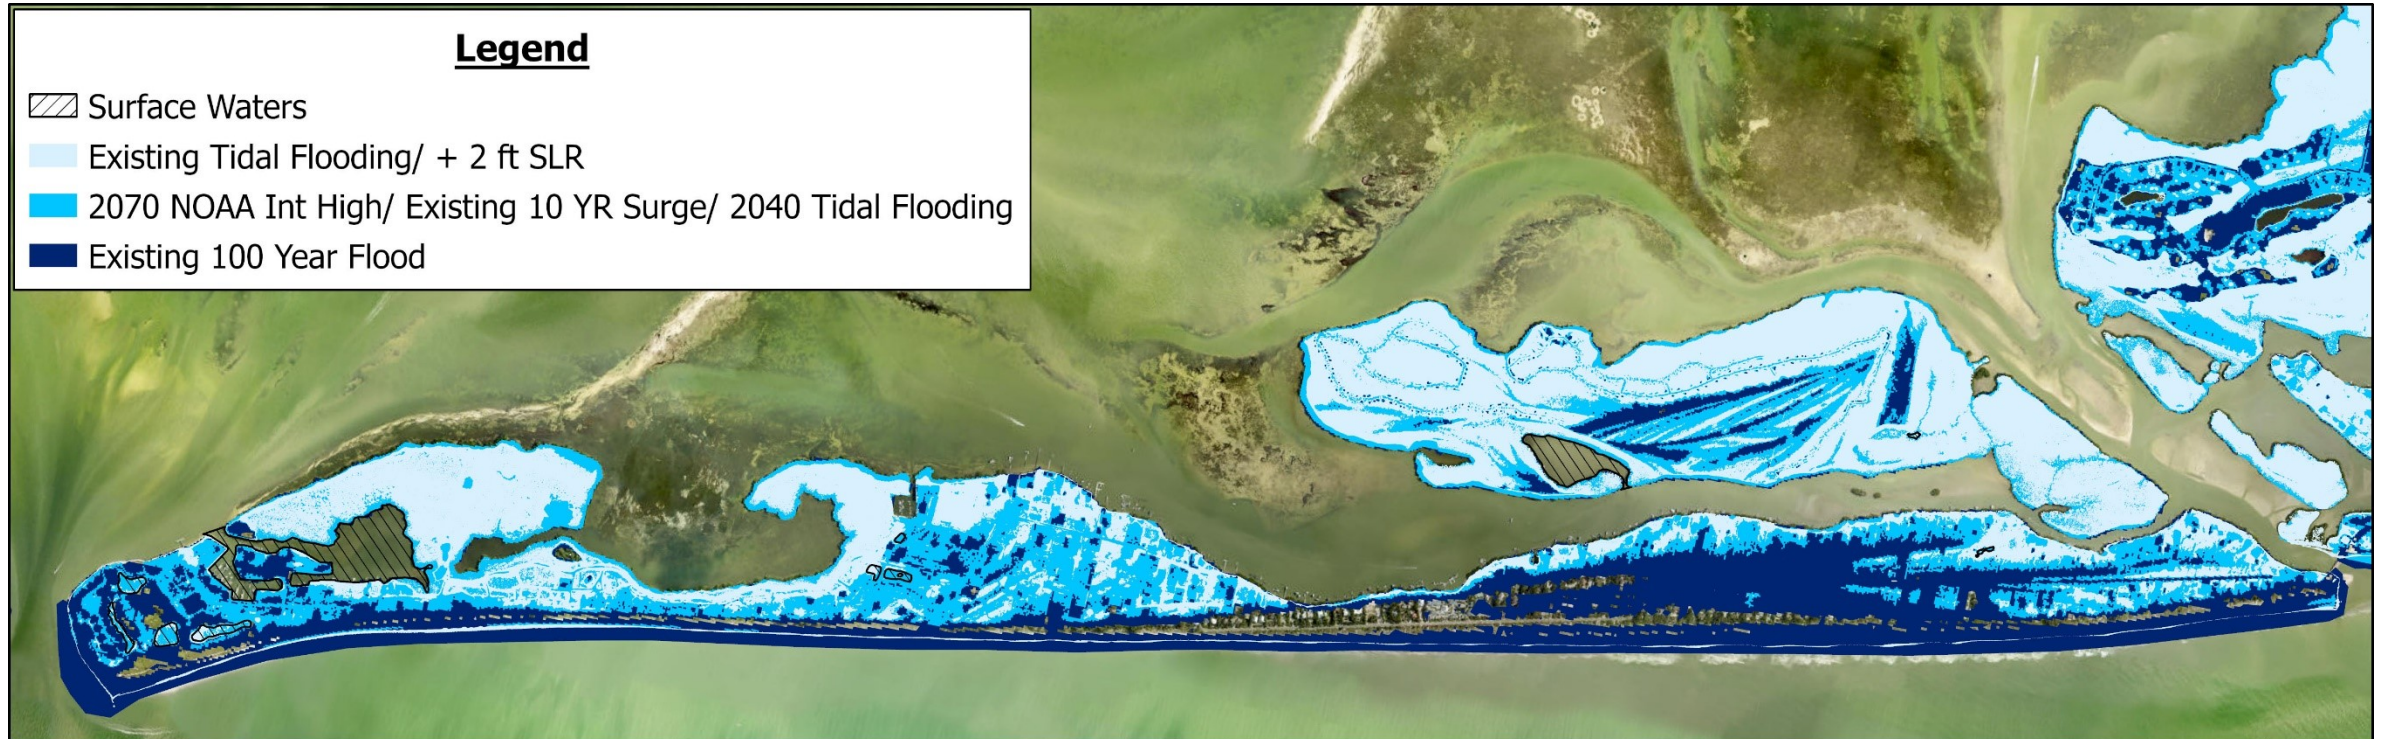 Legend
Surface Waters
Existing Tidal Flooding/ + 2 ft SLR
2070 NOAA Int High/ Existing 10 YR Surge/ 2040 Tidal Flooding
Existing 100 Year Flood